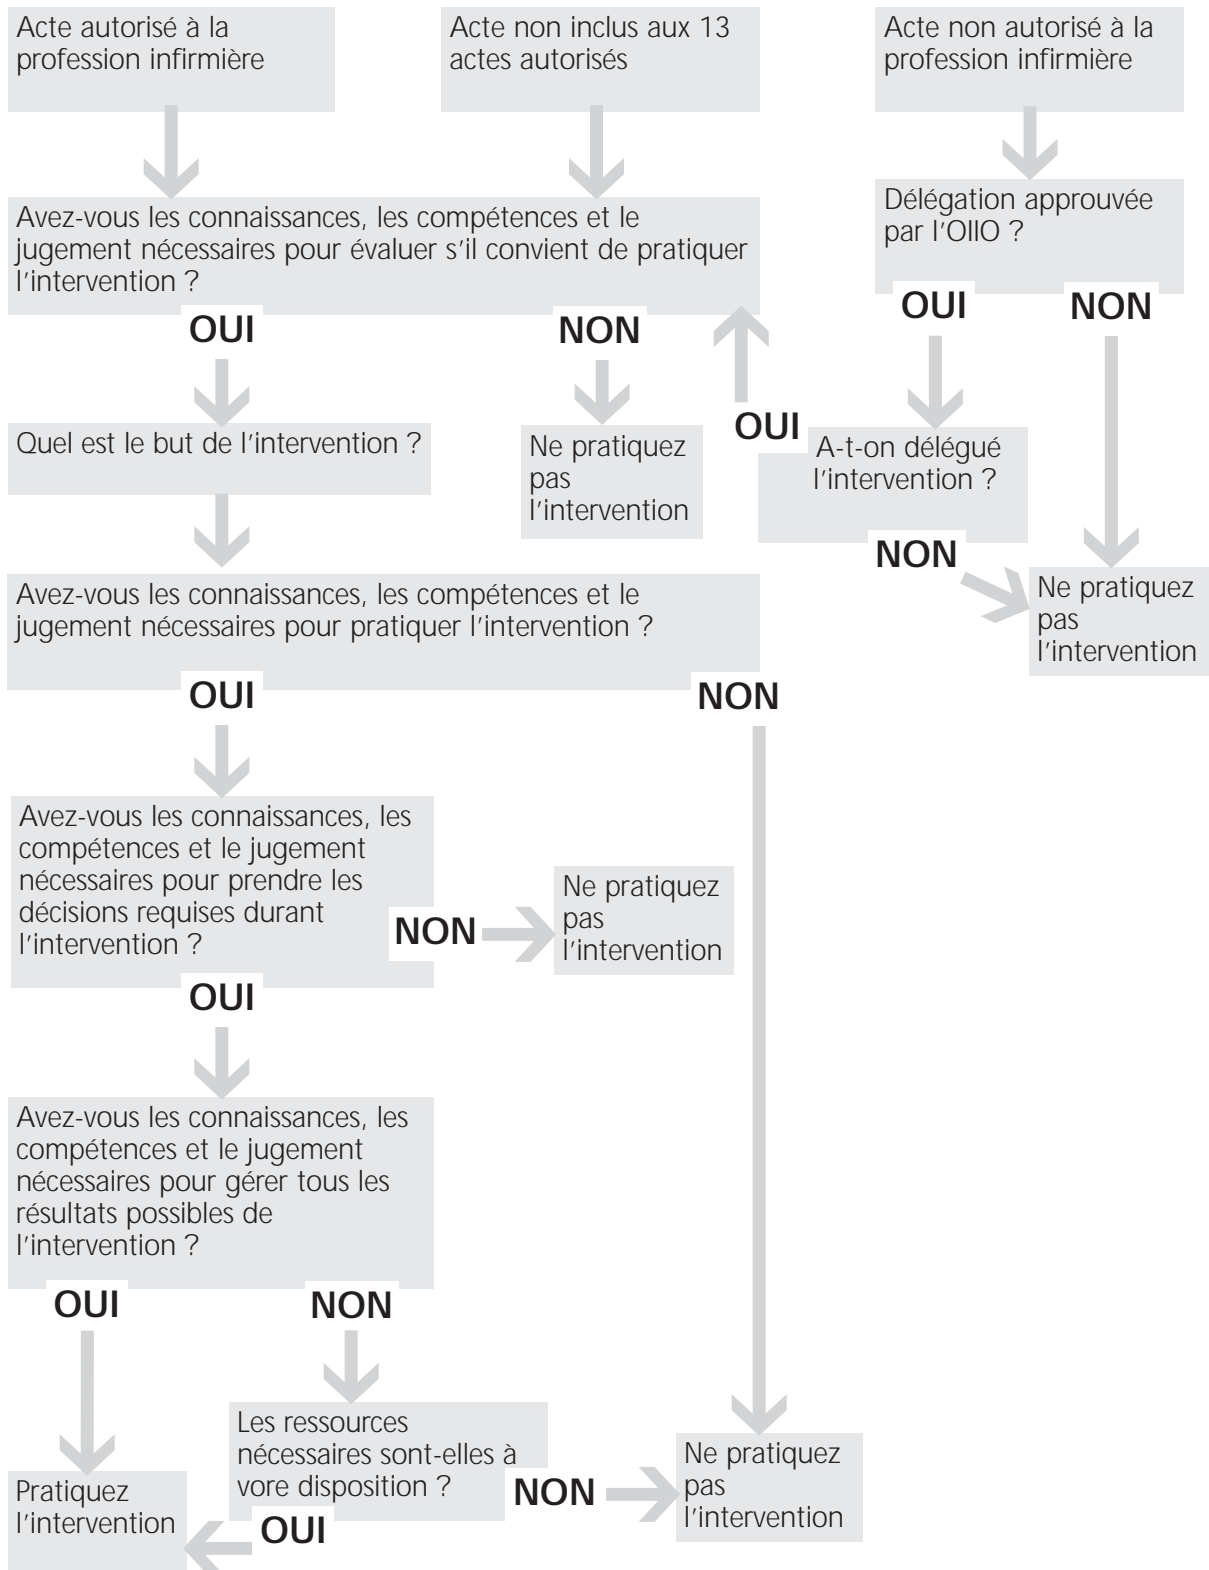 Acte autorisé à la
profession infirmière
Acte non inclus aux 13
actes autorisés
Acte non autorisé à la
profession infirmière
Avez-vous les connaissances, les compétences et le
jugement nécessaires pour évaluer s'il convient de pratiquer
l'intervention ?
Délégation approuvée
par l'OIIO ?
OUI
NON
OUI
NON
Quel est le but de l'intervention ?
Ne pratiquez
pas
l'intervention
OUI
A-t-on délégué
l'intervention ?
NON
Ne pratiquez
pas
l'intervention
Avez-vous les connaissances, les compétences et le
jugement nécessaires pour pratiquer l'intervention ?
OUI
NON
Avez-vous les connaissances, les
compétences et le jugement
nécessaires pour prendre les
décisions requises durant
l'intervention ?
NON
Ne pratiquez
pas
l'intervention
OUI
Avez-vous les connaissances, les
compétences et le jugement
nécessaires pour gérer tous les
résultats possibles de
l'intervention ?
OUI
NON
Les ressources
nécessaires sont-elles à
vore disposition ?
NON
Ne pratiquez
pas
l'intervention
Pratiquez
l'intervention
OUI